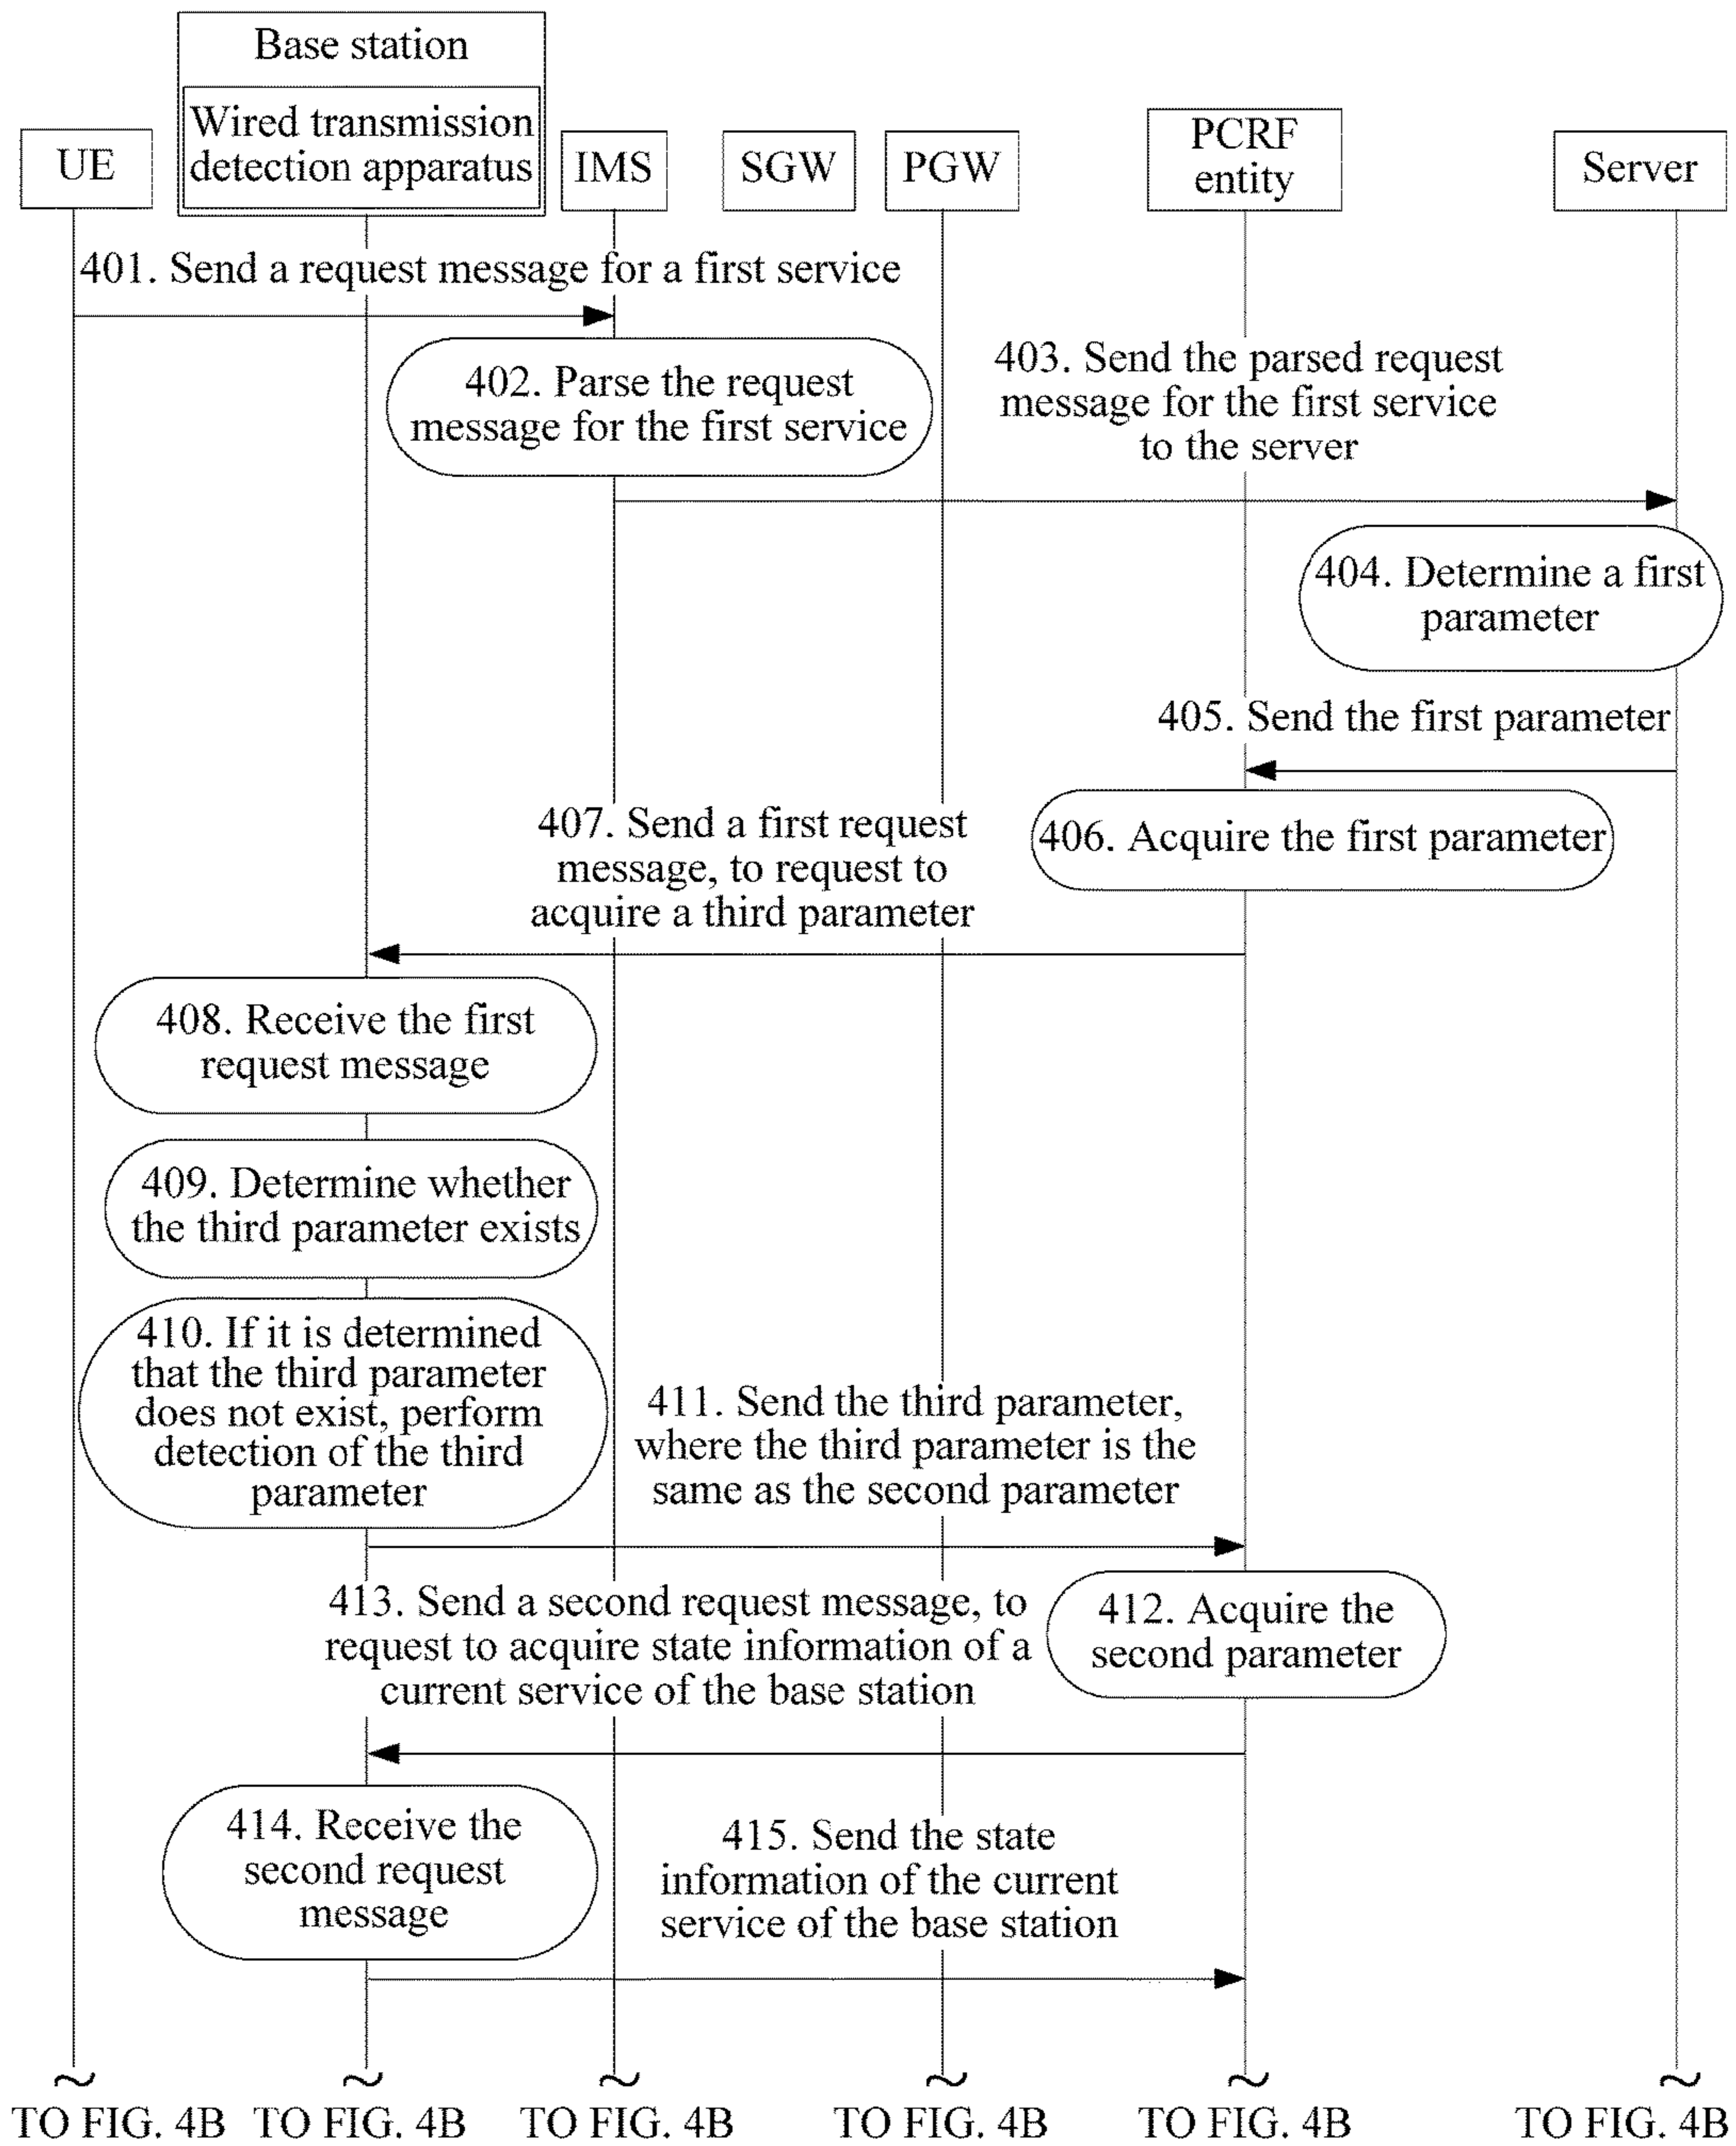 Base station
Wired transmission
detection apparatus
UE
IMS
SGW
PGW
PCRF
entity
Server
401. Send a request message for a first service
402. Parse the request
message for the first service
403. Send the parsed request
message for the first service
to the server
404. Determine a first
parameter
405. Send the first parameter
406. Acquire the first parameter
407. Send a first request
message, to request to
acquire a third parameter
408. Receive the first
request message
409. Determine whether
the third parameter exists
410. If it is determined
that the third parameter
does not exist, perform
detection of the third
parameter
411. Send the third parameter,
where the third parameter is the
same as the second parameter
412. Acquire the
second parameter
413. Send a second request message, to
request to acquire state information of a
current service of the base station
414. Receive the
second request
message
415. Send the state
information of the current
service of the base station
TO FIG. 4B
TO FIG. 4B
TO FIG. 4B
TO FIG. 4B
TO FIG. 4B
TO FIG. 4B